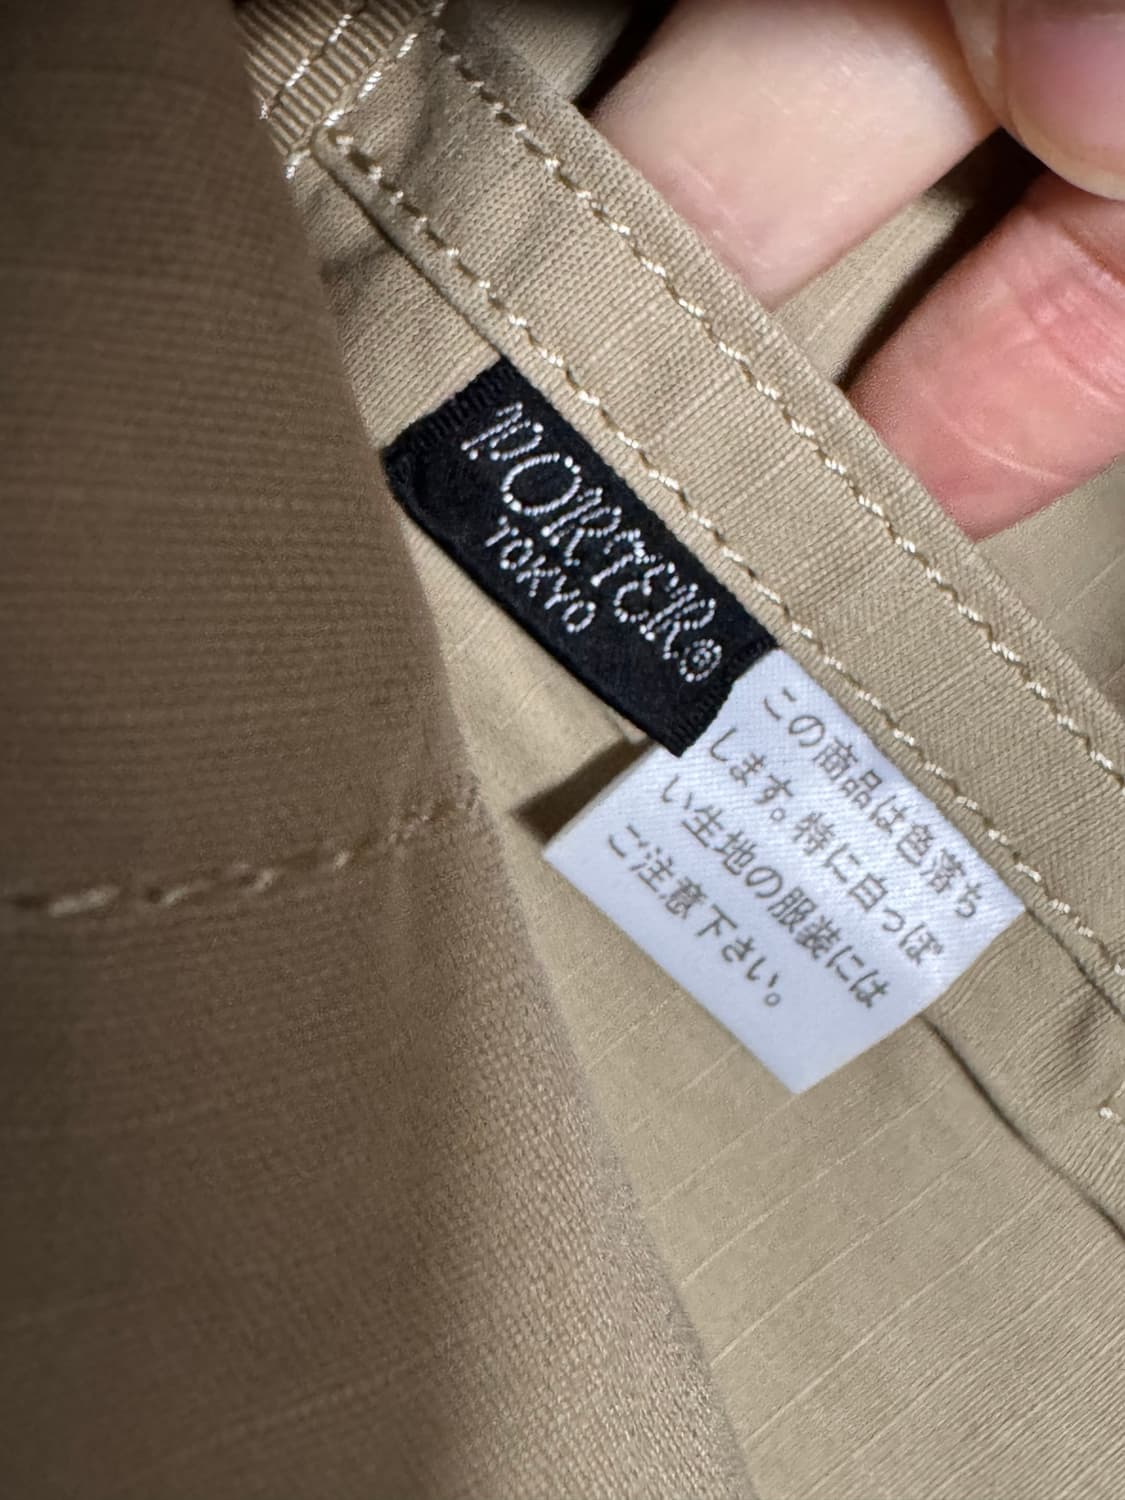 PORTER®
TOKYO
この商品は色落ち
します。特に白っぽ
い生地の服装には
ご注意下さい。